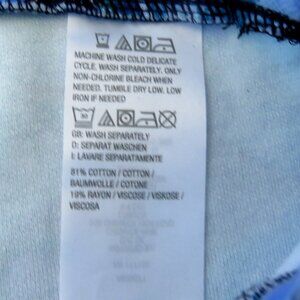 MACHINE WASH COLD DELICATE
CYCLE. WASH SEPARATELY. ONLY
NON-CHLORINE BLEACH WHEN
NEEDED. TUMBLE DRY LOW. LOW
IRON IF NEEDED
GB: WASH SEPARATELY
D: SEPARAT WASCHEN
I: LAVARE SEPARATAMENTE
81% COTTON / COTTON /
BAUMWOLLE / COTONE
19% RAYON / VISCOSE / VISKOSE /
VISCOSA